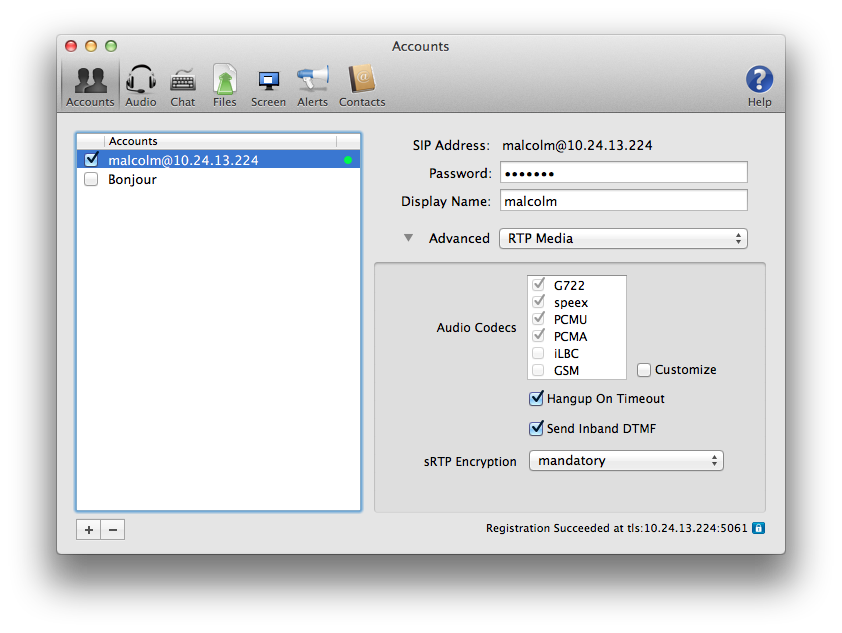 Accounts
Accounts Audio Chat Files Screen Alerts Contacts Help
Accounts
malcolm@10.24.13.224
Bonjour
SIP Address: malcolm@10.24.13.224
Password: •••••••
Display Name: malcolm
Advanced RTP Media
Audio Codecs
G722
speex
PCMU
PCMA
iLBC
GSM
Customize
Hangup On Timeout
Send Inband DTMF
sRTP Encryption mandatory
+ −
Registration Succeeded at tls:10.24.13.224:5061